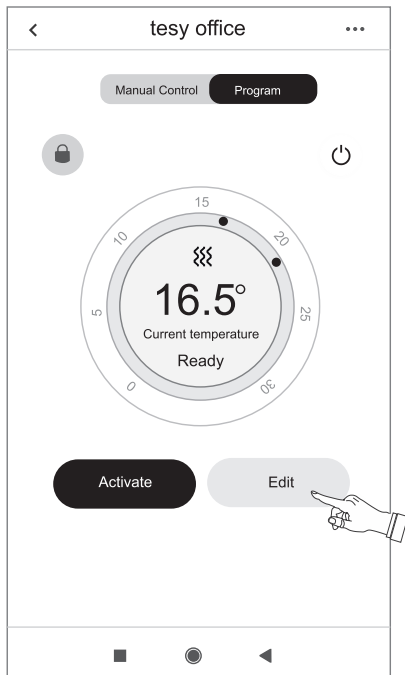 tesy office
Manual Control Program
15
10 20
5 25
0 30
16.5°
Current temperature
Ready
Activate Edit